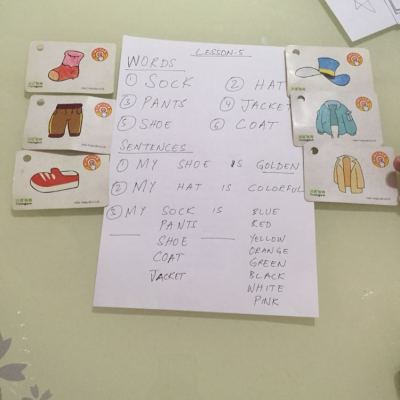 LESSON-5
WORDS
① SOCK ② HAT
③ PANTS ④ JACKET
⑤ SHOE ⑥ COAT
SENTENCES
① MY SHOE IS GOLDEN
② MY HAT IS COLORFUL
③ MY SOCK IS BLUE
PANTS RED
SHOE YELLOW
COAT ORANGE
JACKET GREEN
BLACK
WHITE
PINK